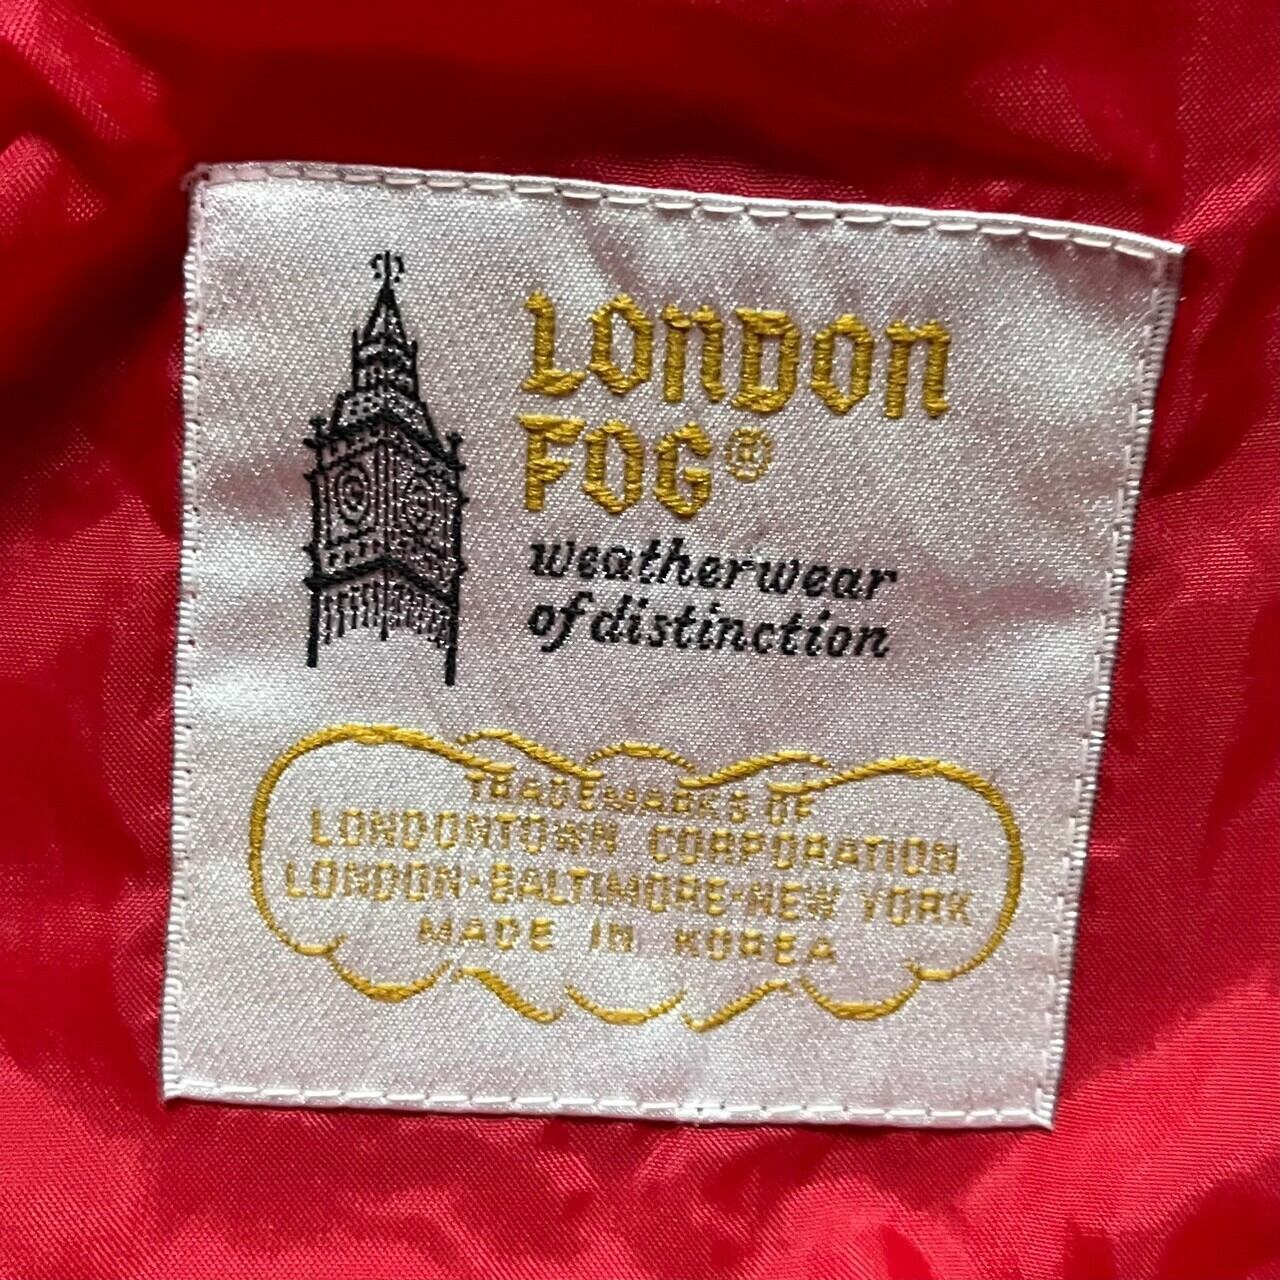 LONDON
FOG®
weatherwear
of distinction
TRADEMARKS OF
LONDONTOWN CORPORATION
LONDON·BALTIMORE·NEW YORK
MADE IN KOREA